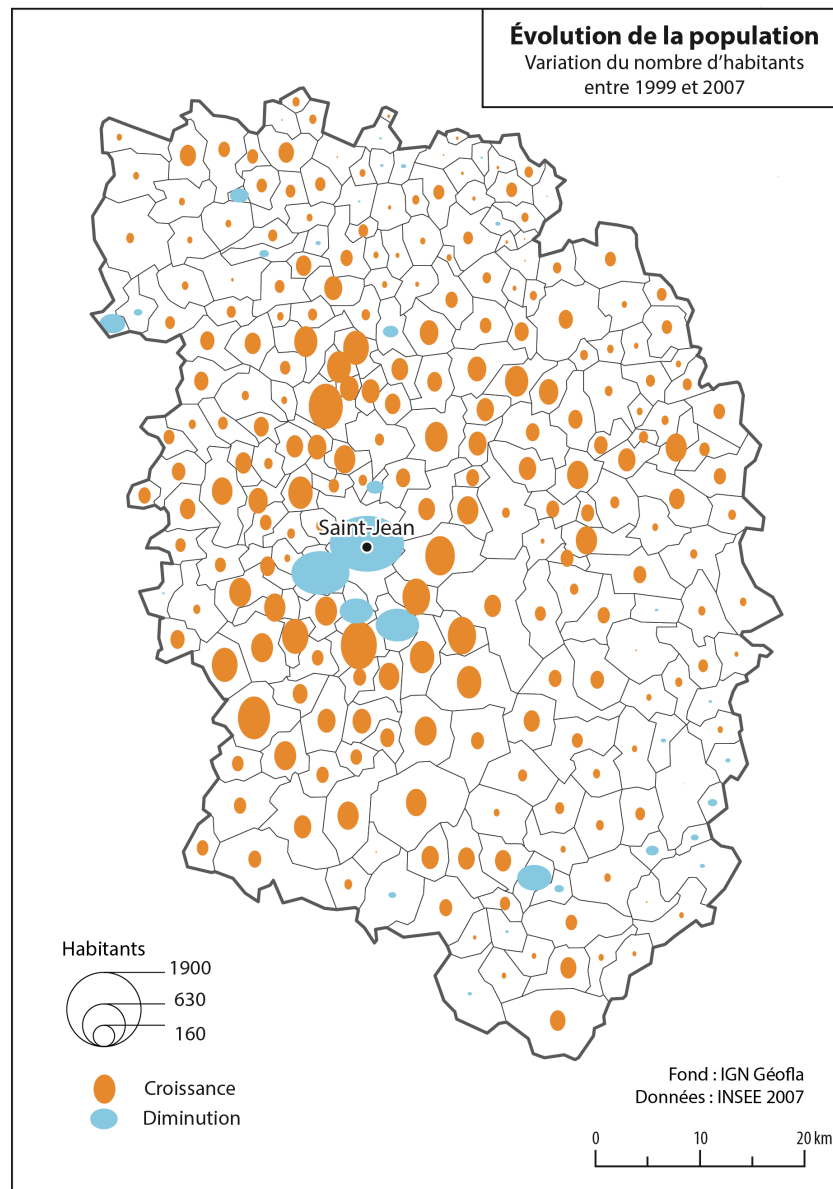 Évolution de la population
Variation du nombre d’habitants
entre 1999 et 2007
Saint-Jean
Habitants
1900
630
160
Croissance
Diminution
Fond : IGN Géofla
Données : INSEE 2007
0 10 20 km